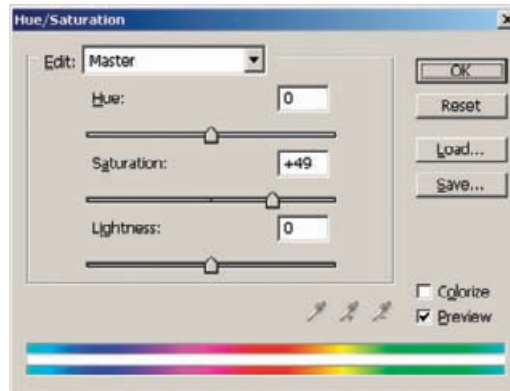 Hue/Saturation
Edit: Master
OK
Hue: 0
Reset
Saturation: +49
Load...
Save...
Lightness: 0
Colorize
Preview